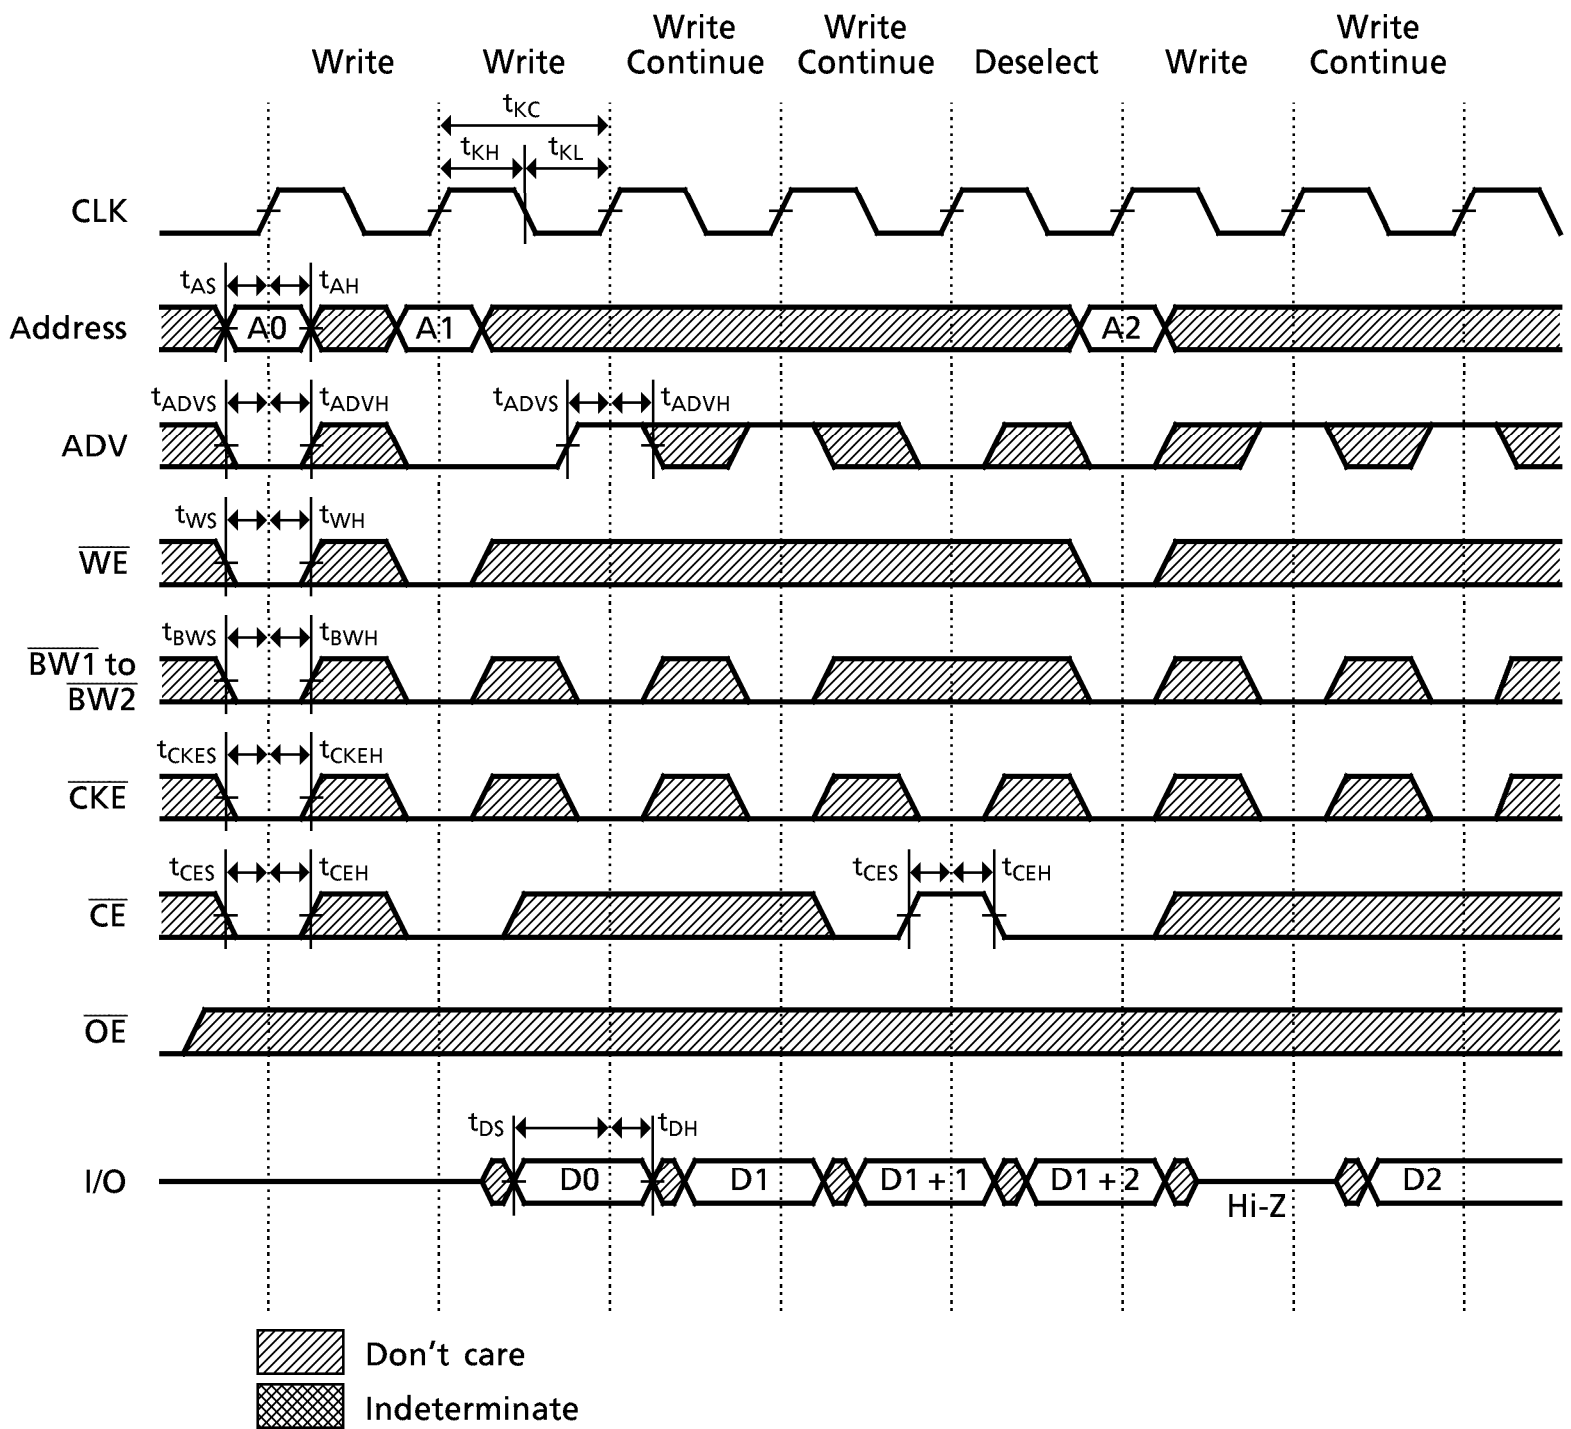 Write Write Write Continue Write Continue Deselect Write Write Continue
tKC
tKH tKL
CLK
tAS tAH
Address A0 A1 A2
tADVS tADVH tADVS tADVH
ADV
tWS tWH
WE
tBWS tBWH
BW1 to
BW2
tCKES tCKEH
CKE
tCES tCEH tCES tCEH
CE
OE
tDS tDH
I/O D0 D1 D1 + 1 D1 + 2 D2
Hi-Z
Don't care
Indeterminate